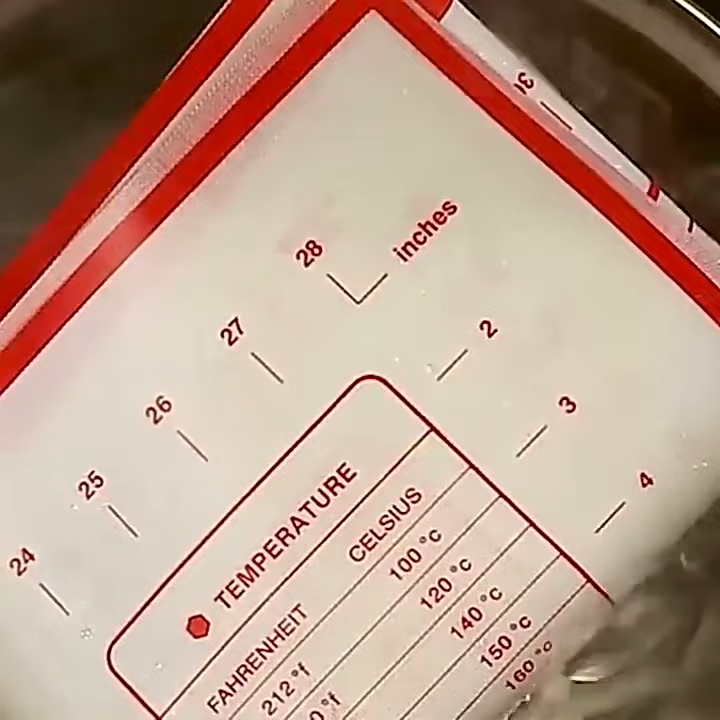 31
28 inches
27 2
26 3
25 4
24
TEMPERATURE
FAHRENHEIT CELSIUS
212°f 100°c
120°c
140°c
150°c
160°c